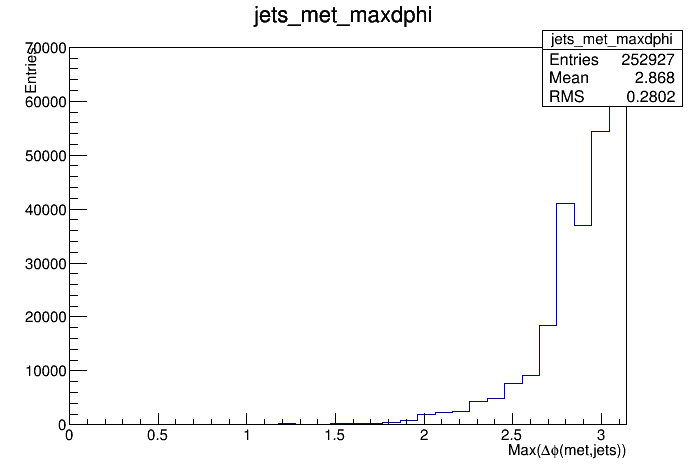 jets_met_maxdphi
jets_met_maxdphi
Entries 252927
Mean 2.868
RMS 0.2802
Entries
70000
60000
50000
40000
30000
20000
10000
0
0 0.5 1 1.5 2 2.5 3
Max(Δϕ(met,jets))